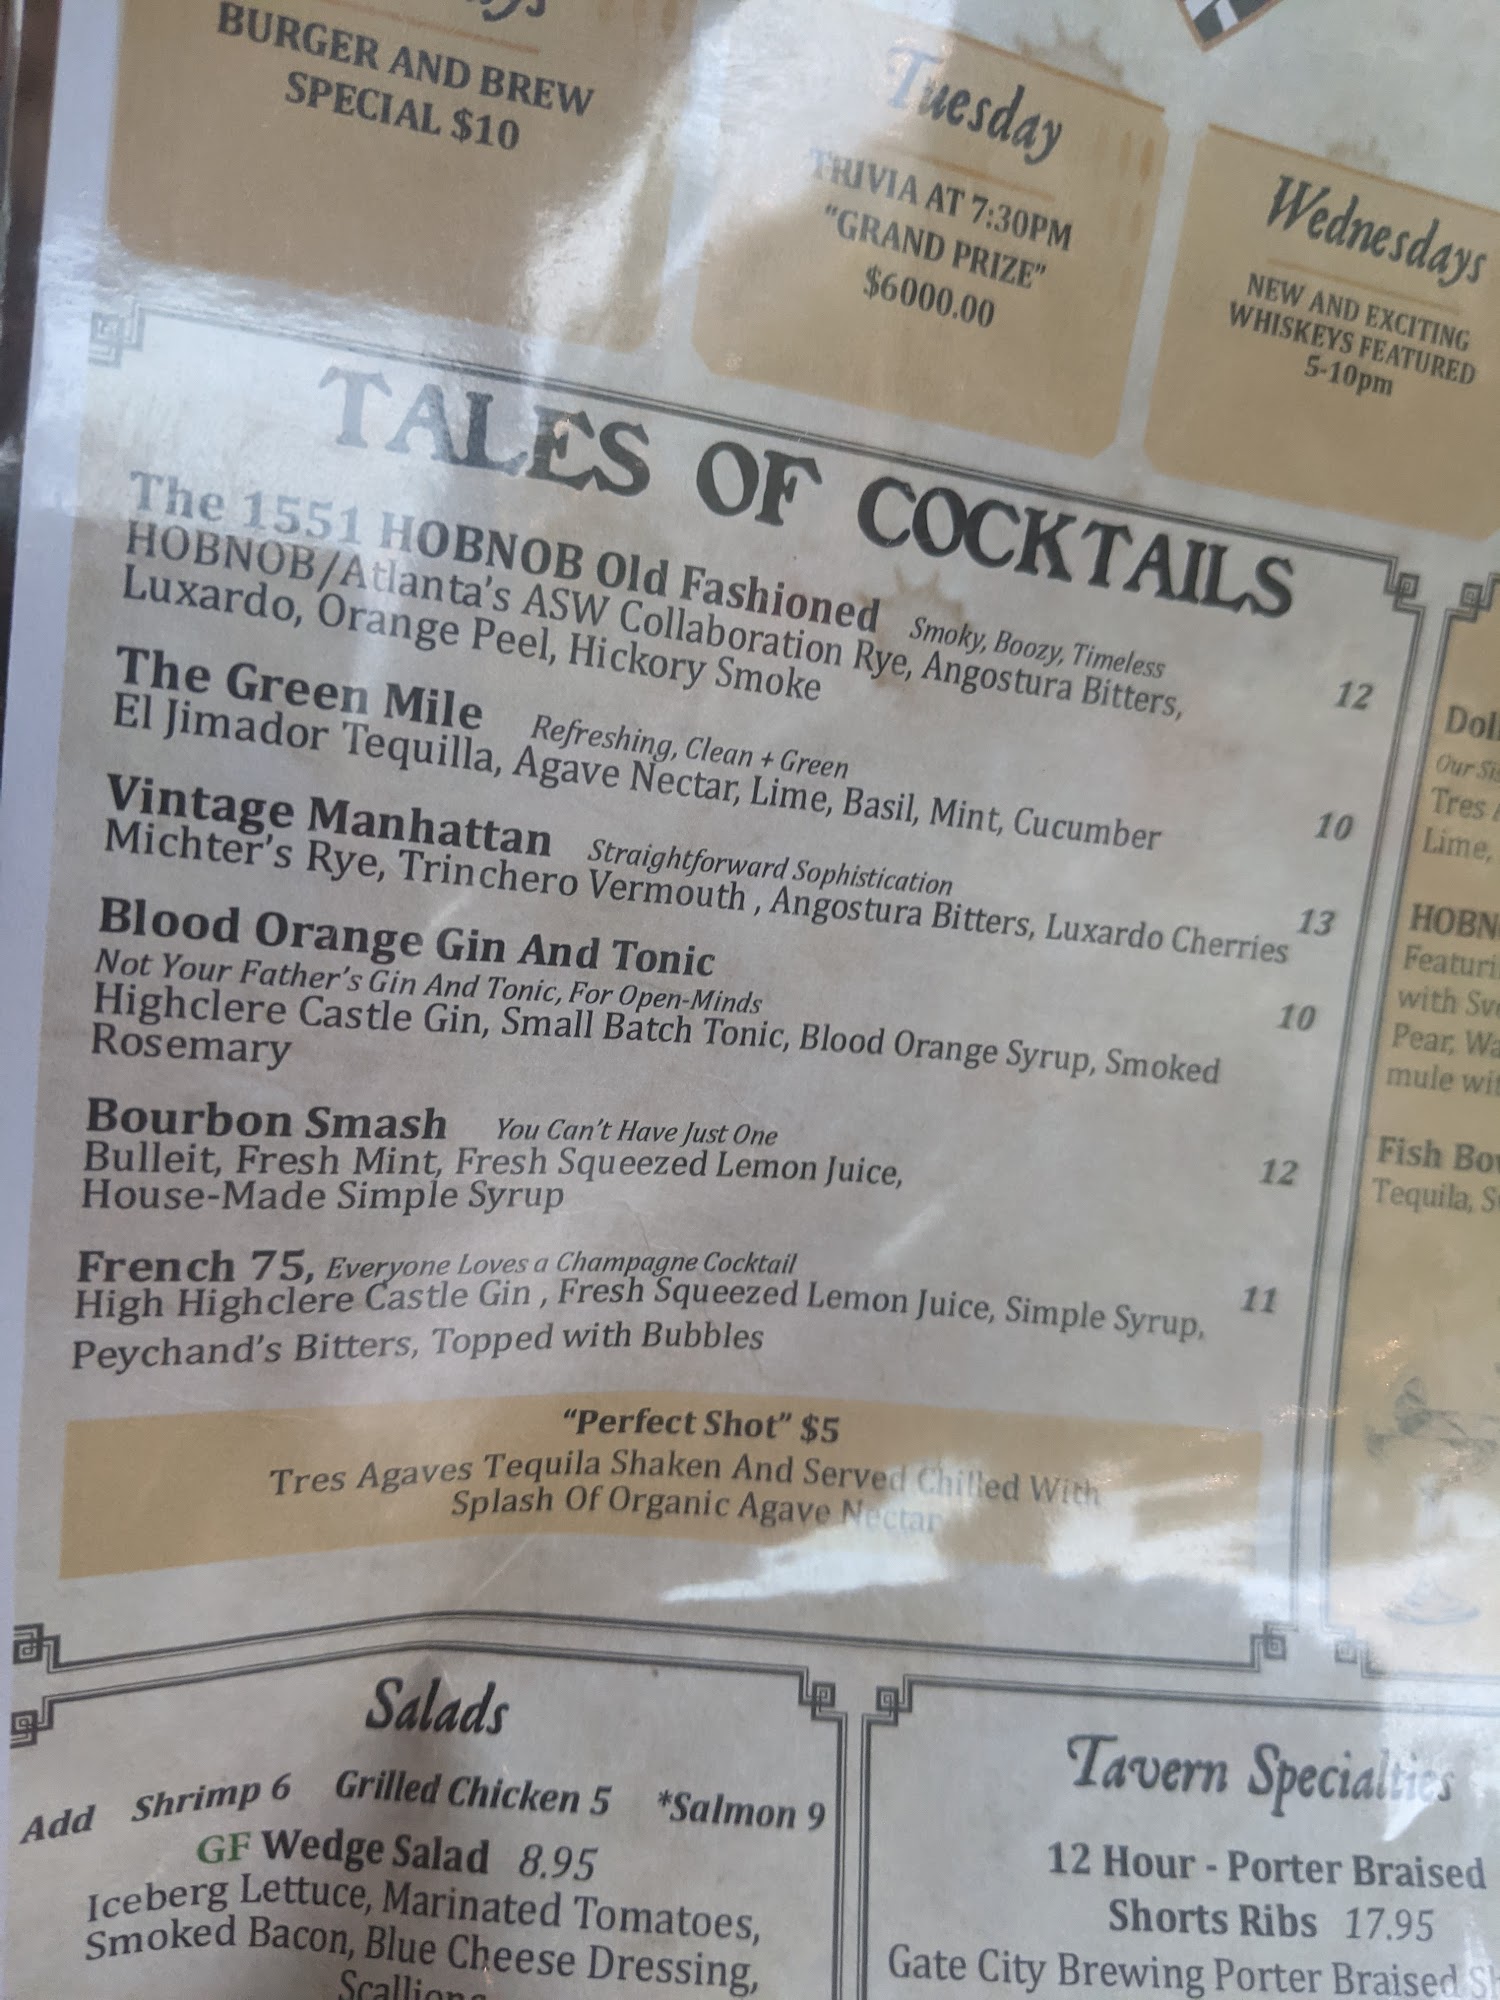 BURGER AND BREW
SPECIAL $10
Tuesday
TRIVIA AT 7:30PM
"GRAND PRIZE"
$6000.00
Wednesdays
NEW AND EXCITING
WHISKEYS FEATURED
5-10pm
TALES OF COCKTAILS
The 1551 HOBNOB Old Fashioned Smoky, Boozy, Timeless
HOBNOB/Atlanta's ASW Collaboration Rye, Angostura Bitters, 12
Luxardo, Orange Peel, Hickory Smoke
The Green Mile Refreshing, Clean + Green
El Jimador Tequilla, Agave Nectar, Lime, Basil, Mint, Cucumber 10
Vintage Manhattan Straightforward Sophistication
Michter's Rye, Trinchero Vermouth , Angostura Bitters, Luxardo Cherries 13
Blood Orange Gin And Tonic
Not Your Father's Gin And Tonic, For Open-Minds
Highclere Castle Gin, Small Batch Tonic, Blood Orange Syrup, Smoked 10
Rosemary
Bourbon Smash You Can't Have Just One
Bulleit, Fresh Mint, Fresh Squeezed Lemon Juice, 12
House-Made Simple Syrup
French 75, Everyone Loves a Champagne Cocktail
High Highclere Castle Gin , Fresh Squeezed Lemon Juice, Simple Syrup, 11
Peychand's Bitters, Topped with Bubbles
"Perfect Shot" $5
Tres Agaves Tequila Shaken And Served Chilled With
Splash Of Organic Agave Nectar
Our
Tres
Lime,
Featuri
with
Pear,
mule
Fish
Tequila,
Salads
Add Shrimp 6 Grilled Chicken 5 *Salmon 9
GF Wedge Salad 8.95
Iceberg Lettuce, Marinated Tomatoes,
Smoked Bacon, Blue Cheese Dressing,
Tavern Specialties
12 Hour - Porter Braised
Shorts Ribs 17.95
Gate City Brewing Porter Braised